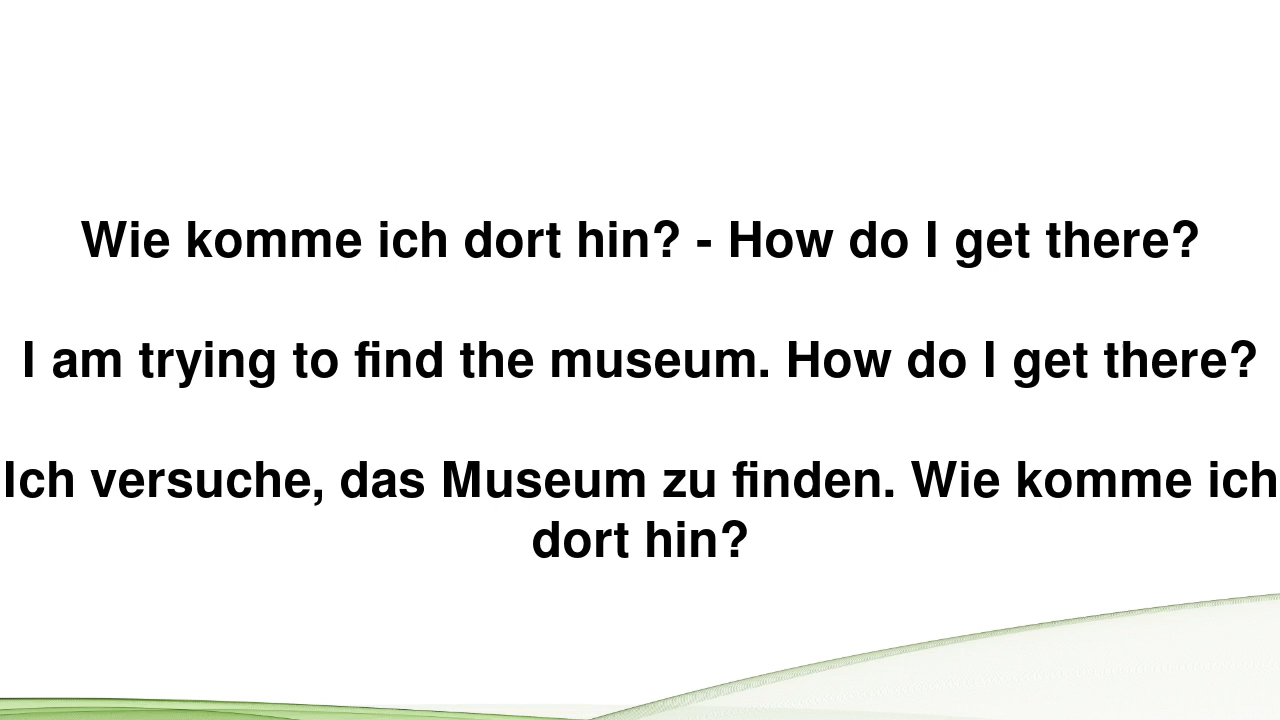 Wie komme ich dort hin? - How do I get there?
I am trying to find the museum. How do I get there?
Ich versuche, das Museum zu finden. Wie komme ich
dort hin?